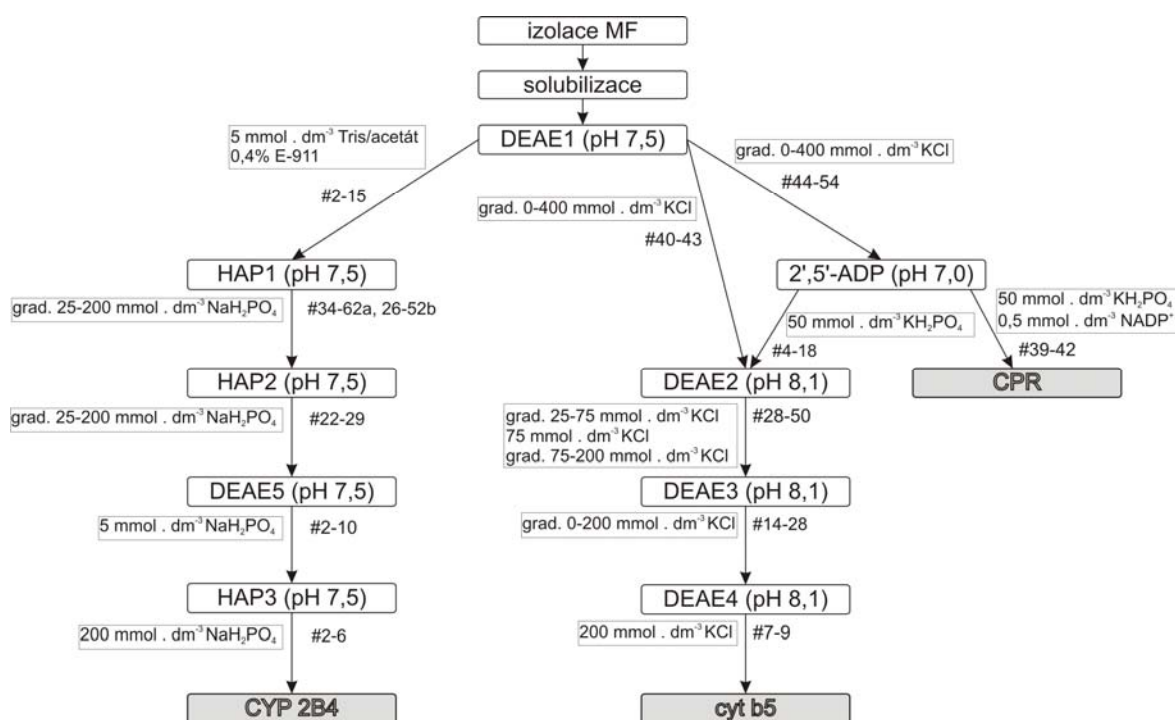 izolace MF
solubilizace
DEAE1 (pH 7,5)
5 mmol . dm⁻³ Tris/acetát
0,4% E-911
#2-15
grad. 0-400 mmol . dm⁻³ KCl
#40-43
grad. 0-400 mmol . dm⁻³ KCl
#44-54
HAP1 (pH 7,5)
2',5'-ADP (pH 7,0)
grad. 25-200 mmol . dm⁻³ NaH₂PO₄
#34-62a, 26-52b
50 mmol . dm⁻³ KH₂PO₄
#4-18
50 mmol . dm⁻³ KH₂PO₄
0,5 mmol . dm⁻³ NADP⁺
#39-42
HAP2 (pH 7,5)
DEAE2 (pH 8,1)
CPR
grad. 25-200 mmol . dm⁻³ NaH₂PO₄
#22-29
grad. 25-75 mmol . dm⁻³ KCl
75 mmol . dm⁻³ KCl
grad. 75-200 mmol . dm⁻³ KCl
#28-50
DEAE5 (pH 7,5)
DEAE3 (pH 8,1)
5 mmol . dm⁻³ NaH₂PO₄
#2-10
grad. 0-200 mmol . dm⁻³ KCl
#14-28
HAP3 (pH 7,5)
DEAE4 (pH 8,1)
200 mmol . dm⁻³ NaH₂PO₄
#2-6
200 mmol . dm⁻³ KCl
#7-9
CYP 2B4
cyt b5